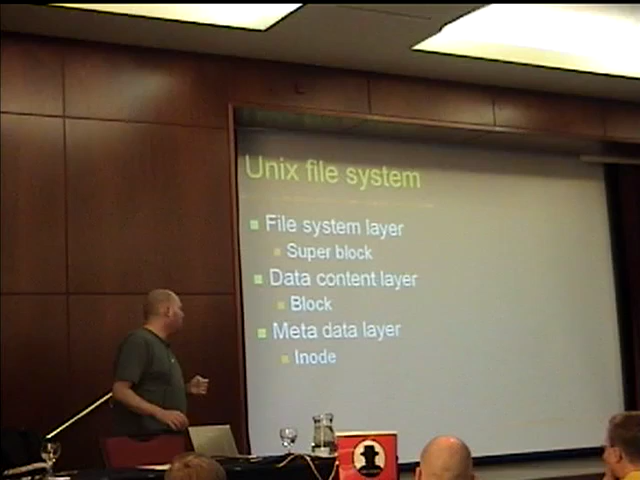 Unix file system
File system layer
Super block
Data content layer
Block
Meta data layer
Inode